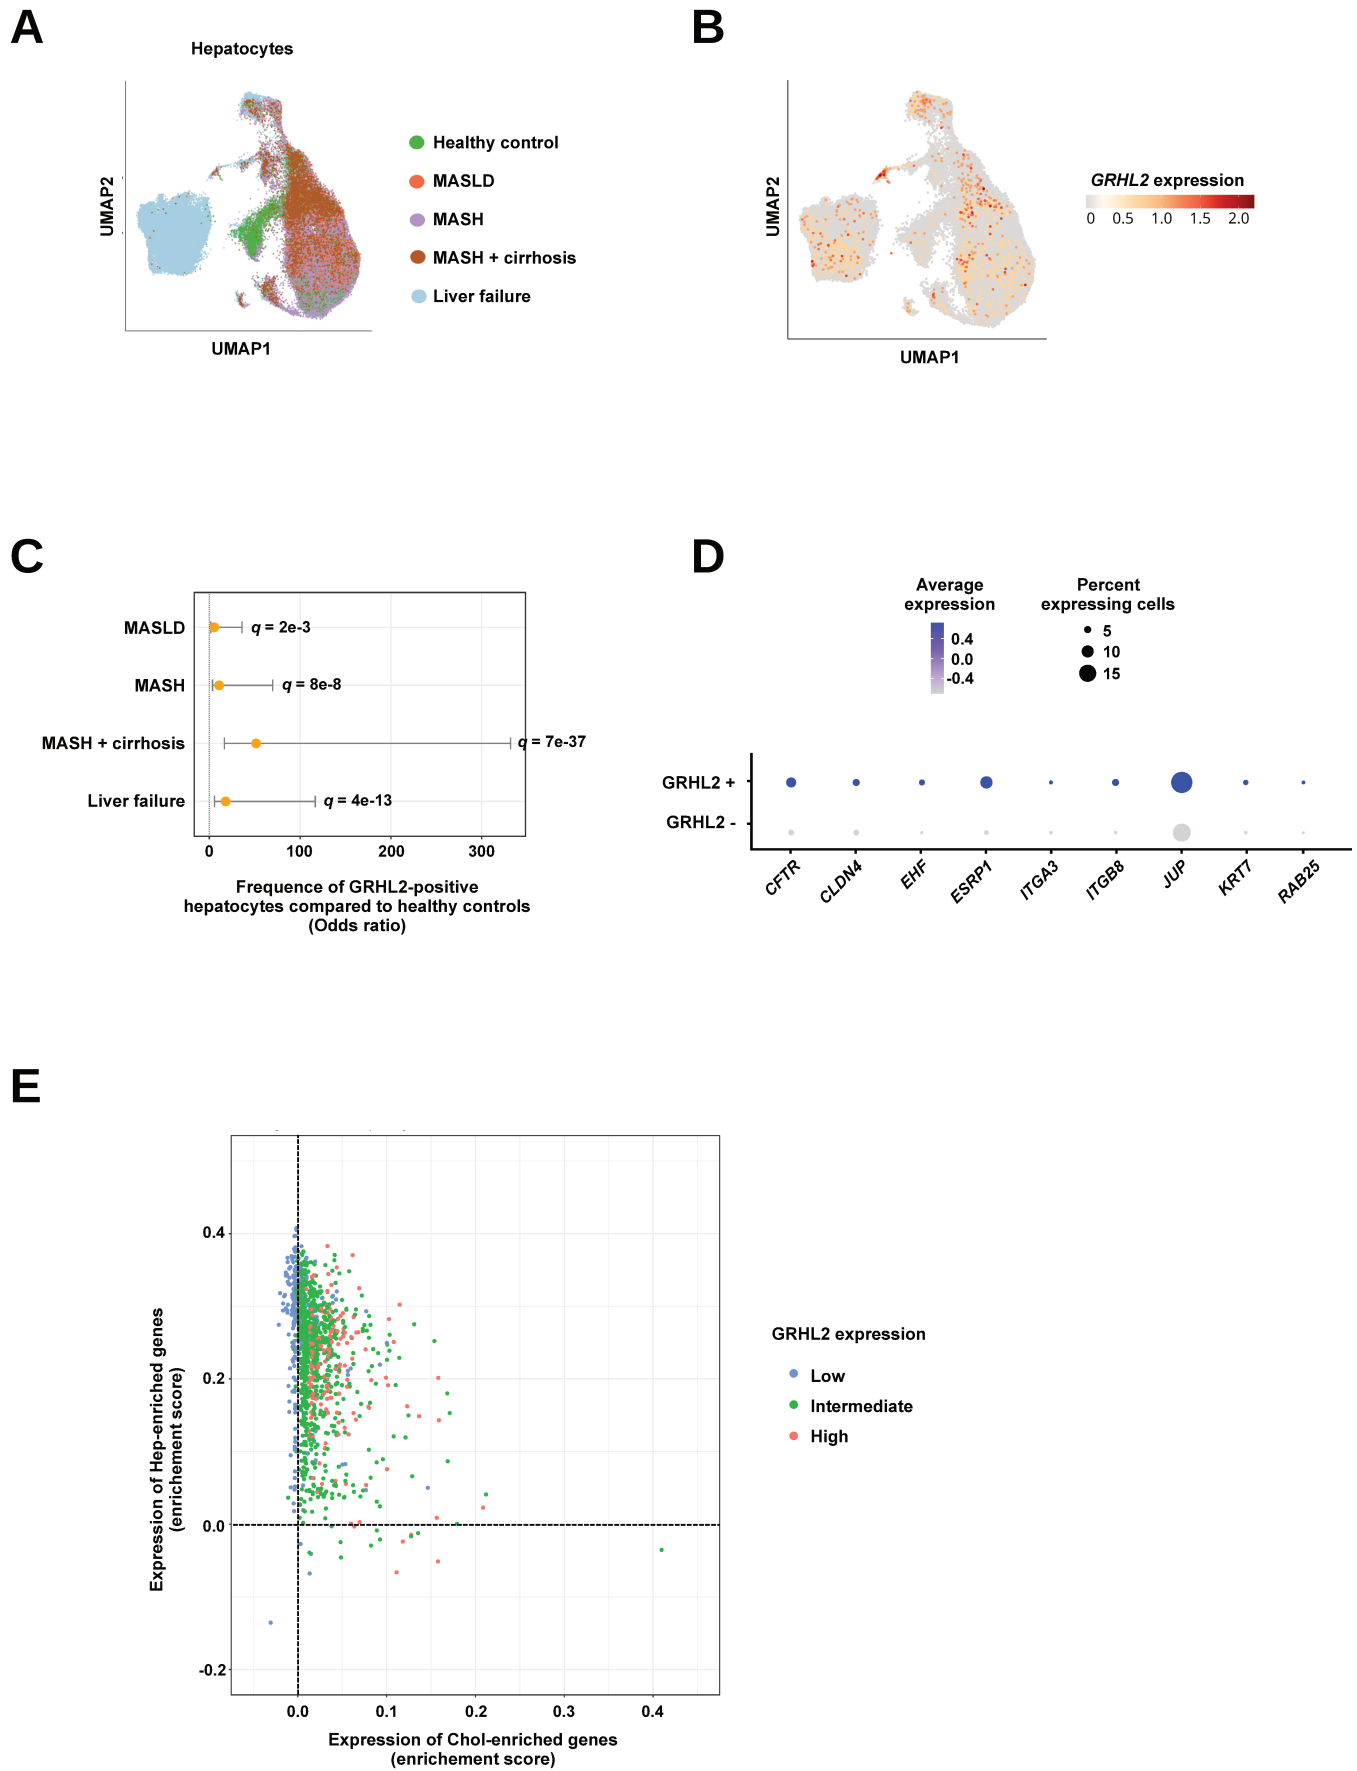 A
Hepatocytes
UMAP2
UMAP1
Healthy control
MASLD
MASH
MASH + cirrhosis
Liver failure
B
UMAP2
UMAP1
GRHL2 expression
0 0.5 1.0 1.5 2.0
C
MASLD
q = 2e-3
MASH
q = 8e-8
MASH + cirrhosis
q = 7e-37
Liver failure
q = 4e-13
0 100 200 300
Frequence of GRHL2-positive
hepatocytes compared to healthy controls
(Odds ratio)
D
Average
expression
0.4
0.0
-0.4
Percent
expressing cells
5
10
15
GRHL2 +
GRHL2 -
CFTR CLDN4 EHF ESRP1 ITGA3 ITGB8 JUP KRT7 RAB25
E
Expression of Hep-enriched genes
(enrichement score)
0.4
0.2
0.0
-0.2
0.0 0.1 0.2 0.3 0.4
Expression of Chol-enriched genes
(enrichement score)
GRHL2 expression
Low
Intermediate
High